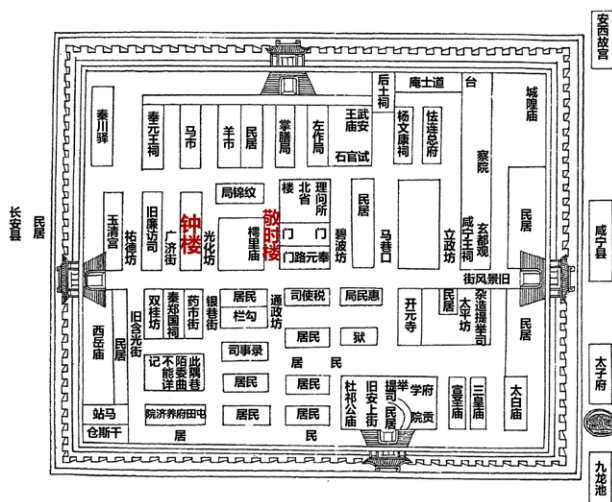 安西故宫
后土祠
庵士道
台
城隍庙
秦川驿
奉元王祠
马市
羊市
民居
掌膳局
左作局
武安王庙
石官试
杨文康祠
怯连总府
察院
局锦纹
楼
北省
理问所
民居
长安县
民居
玉清宫
祐德坊
旧廉访司
广济街
钟楼
光化坊
樗里庙
敬时楼
门 门
门路元奉
碧波坊
马巷口
立政坊
咸宁王祠
玄都观
民居
咸宁县
街风景旧
西岳庙
民居
旧含光街
双桂坊
秦郑国祠
药市街
银巷街
居民
栏勾
通政坊
司使税
局民惠
开元寺
民居
太平坊
杂造提举司
居民
狱
司事录
居 民
此隅巷陌委曲不能详记
居民
居民
太子府
站马
仓斯千
院济养府田屯
居民
居民
杜祁公庙
旧安上街
提司
民居
举
学府
贡院
宣圣庙
三皇庙
太白庙
居 民
九龙池